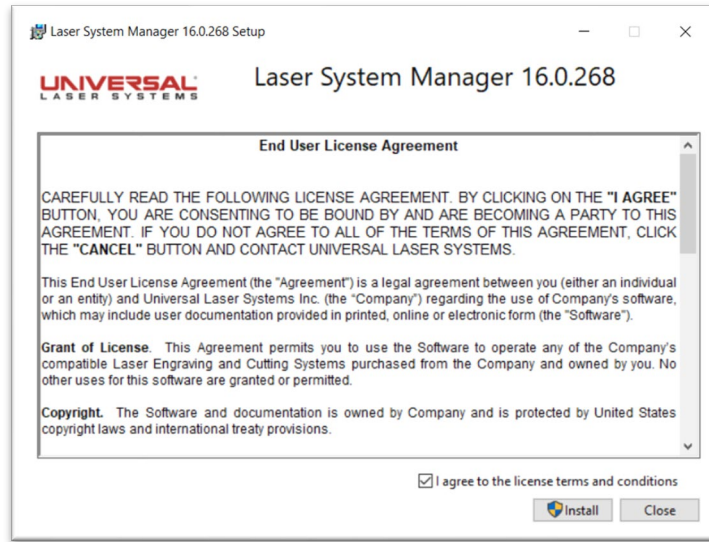 Laser System Manager 16.0.268 Setup
UNIVERSAL
LASER SYSTEMS
Laser System Manager 16.0.268
End User License Agreement
CAREFULLY READ THE FOLLOWING LICENSE AGREEMENT. BY CLICKING ON THE "I AGREE"
BUTTON, YOU ARE CONSENTING TO BE BOUND BY AND ARE BECOMING A PARTY TO THIS
AGREEMENT. IF YOU DO NOT AGREE TO ALL OF THE TERMS OF THIS AGREEMENT, CLICK
THE "CANCEL" BUTTON AND CONTACT UNIVERSAL LASER SYSTEMS.
This End User License Agreement (the "Agreement") is a legal agreement between you (either an individual
or an entity) and Universal Laser Systems Inc. (the "Company") regarding the use of Company's software,
which may include user documentation provided in printed, online or electronic form (the "Software").
Grant of License. This Agreement permits you to use the Software to operate any of the Company's
compatible Laser Engraving and Cutting Systems purchased from the Company and owned by you. No
other uses for this software are granted or permitted.
Copyright. The Software and documentation is owned by Company and is protected by United States
copyright laws and international treaty provisions.
I agree to the license terms and conditions
Install
Close